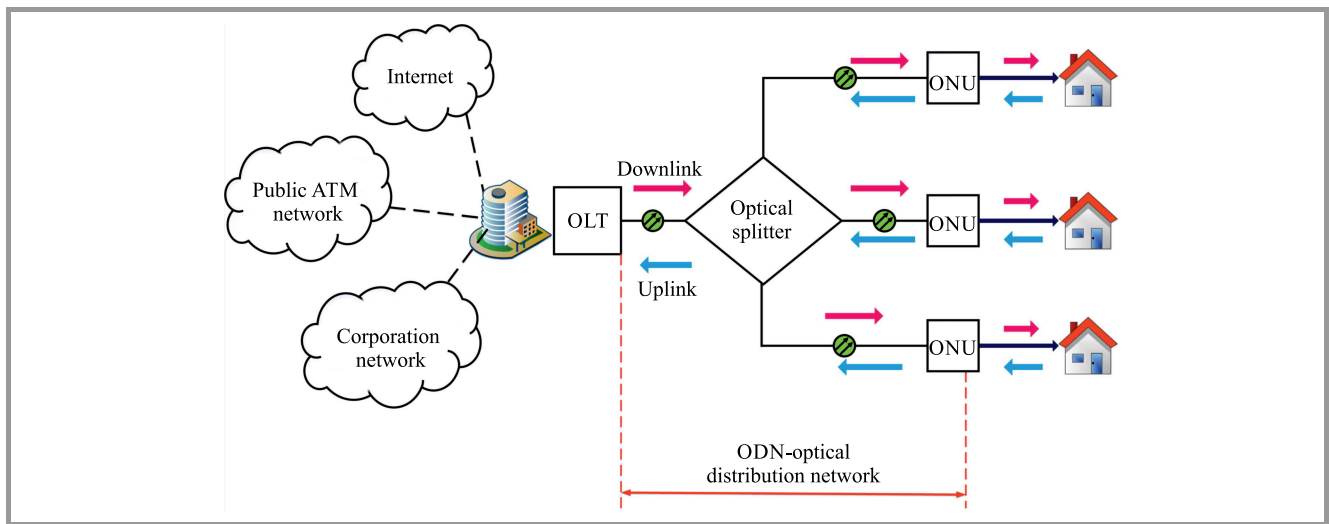 Internet
Public ATM
network
Corporation
network
OLT
Downlink
Uplink
Optical
splitter
ONU
ONU
ONU
ODN-optical
distribution network